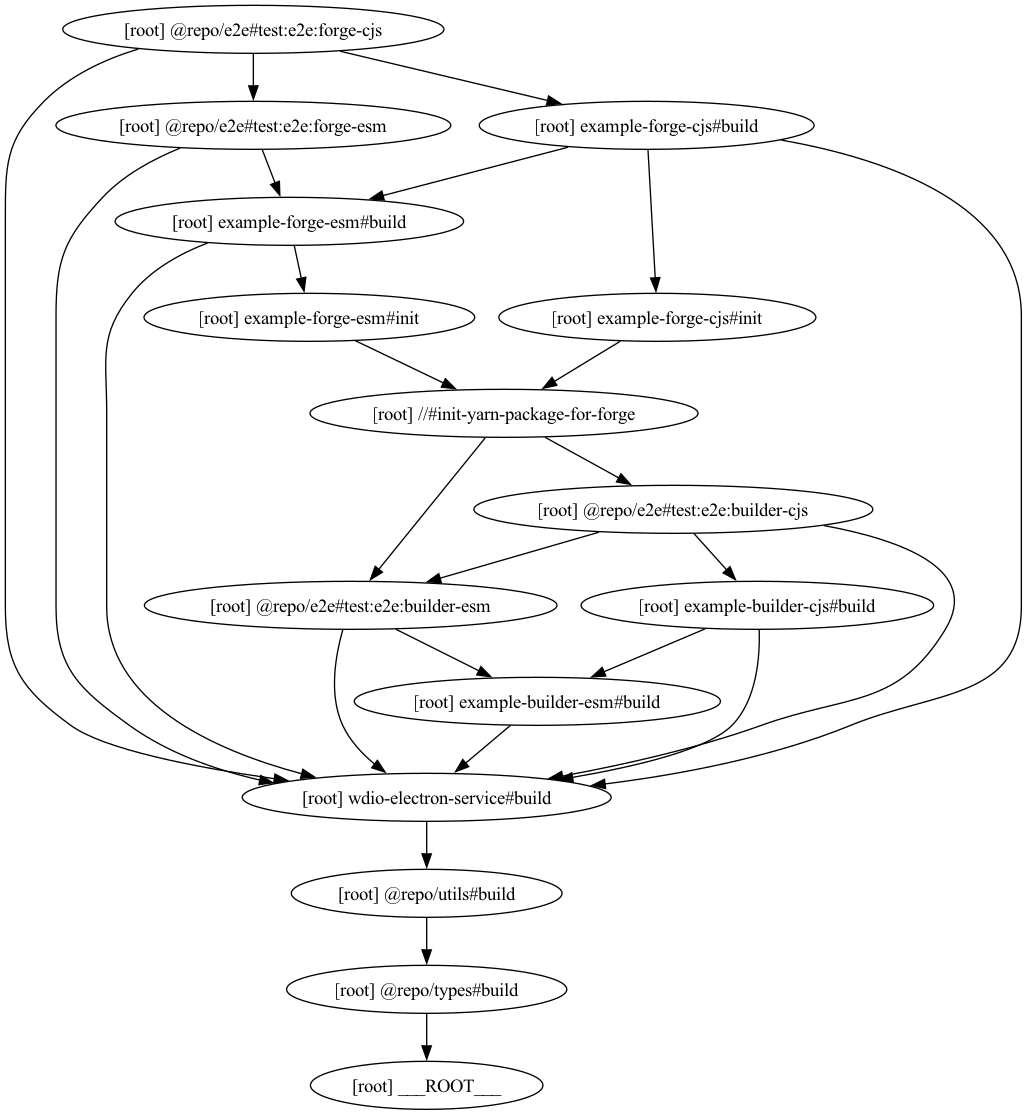 [root] @repo/e2e#test:e2e:forge-cjs
[root] @repo/e2e#test:e2e:forge-esm
[root] example-forge-cjs#build
[root] example-forge-esm#build
[root] example-forge-esm#init
[root] example-forge-cjs#init
[root] //#init-yarn-package-for-forge
[root] @repo/e2e#test:e2e:builder-cjs
[root] @repo/e2e#test:e2e:builder-esm
[root] example-builder-cjs#build
[root] example-builder-esm#build
[root] wdio-electron-service#build
[root] @repo/utils#build
[root] @repo/types#build
[root] ___ROOT___